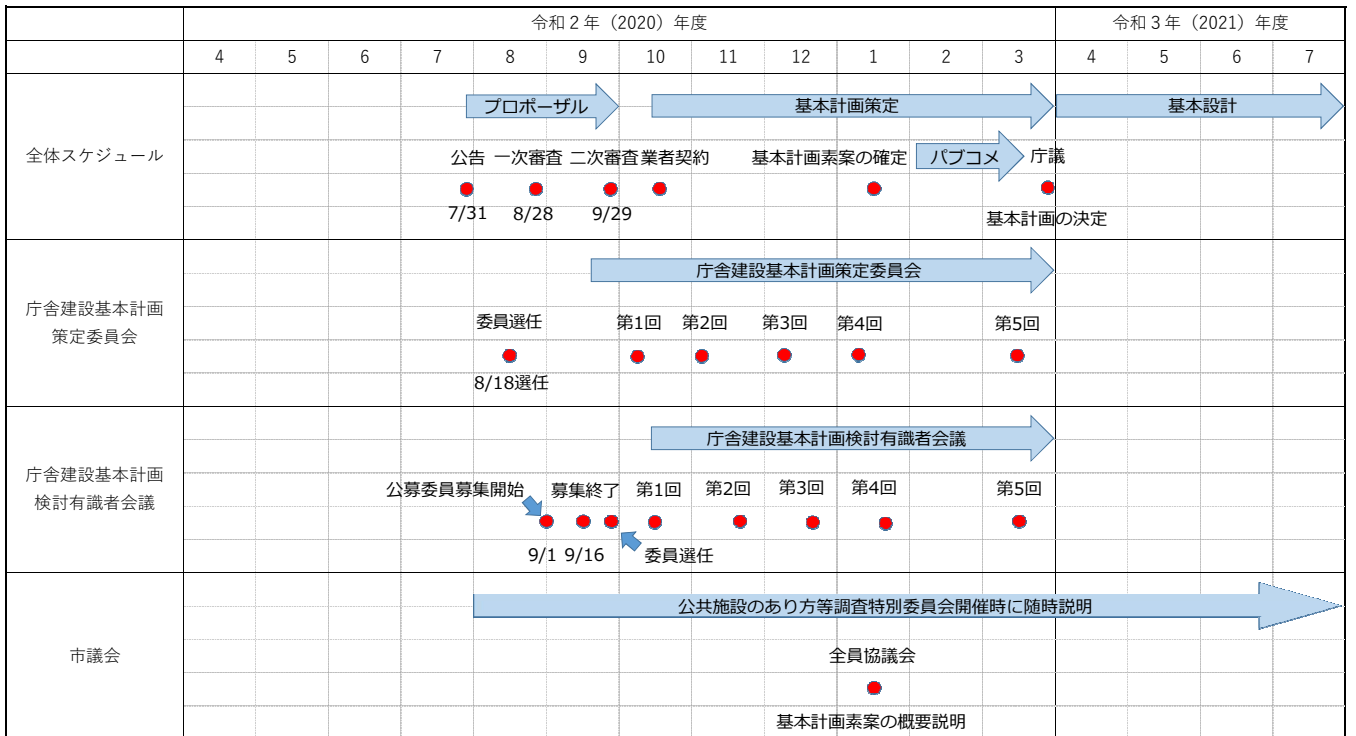 令和２年（2020）年度
令和３年（2021）年度
4 5 6 7 8 9 10 11 12 1 2 3 4 5 6 7
全体スケジュール
プロポーザル
基本計画策定
基本設計
公告 一次審査 二次審査 業者契約
基本計画素案の確定
パブコメ
庁議
7/31 8/28 9/29
基本計画の決定
庁舎建設基本計画
策定委員会
庁舎建設基本計画策定委員会
委員選任 第1回 第2回 第3回 第4回 第5回
8/18選任
庁舎建設基本計画
検討有識者会議
庁舎建設基本計画検討有識者会議
公募委員募集開始 募集終了 第1回 第2回 第3回 第4回 第5回
9/1 9/16 委員選任
市議会
公共施設のあり方等調査特別委員会開催時に随時説明
全員協議会
基本計画素案の概要説明